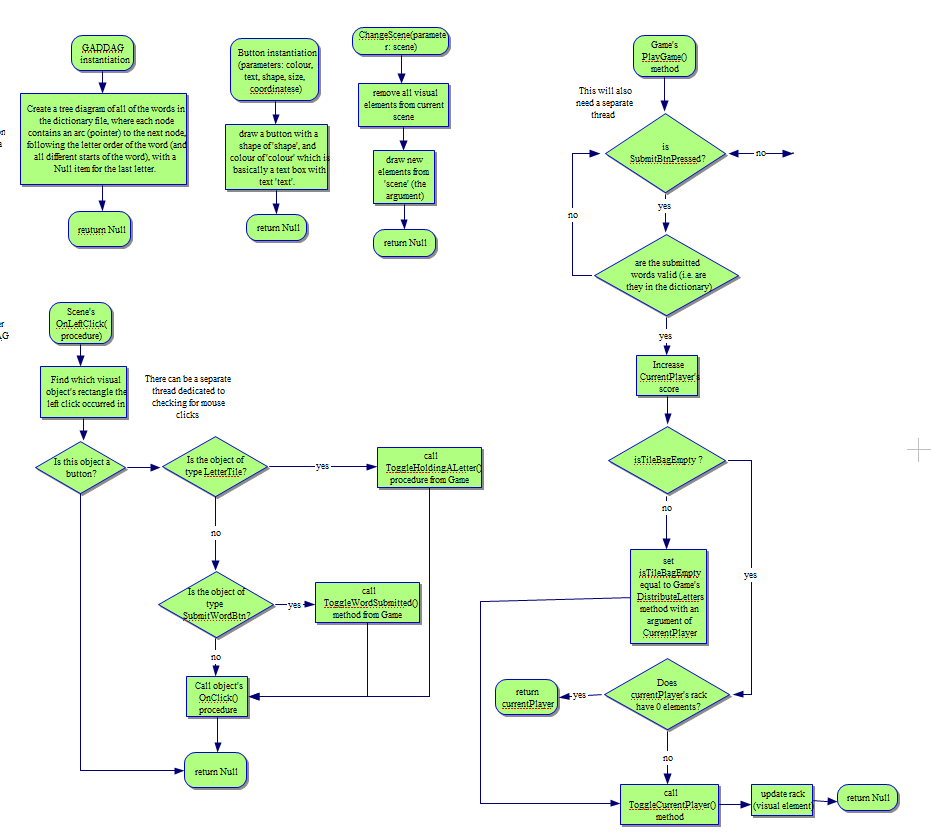 GADDAG
instantiation
Create a tree diagram of all of the words in
the dictionary file, where each node
contains an arc (pointer) to the next node,
following the letter order of the word (and
all different starts of the word), with a
Null item for the last letter.
reuturn Null
Button instantiation
(parameters: colour,
text, shape, size,
coordinatese)
draw a button with a
shape of 'shape', and
colour of 'colour' which is
basically a text box with
text 'text'.
return Null
ChangeScene(paramete
r: scene)
remove all visual
elements from current
scene
draw new
elements from
'scene' (the
argument)
return Null
Game's
PlayGame()
method
This will also
need a separate
thread
is
SubmitBtnPressed?
no
yes
no
are the submitted
words valid (i.e. are
they in the dictionary)
yes
Increase
CurrentPlayer's
score
isTileBagEmpty ?
no
yes
set
isTileBagEmpty
equal to Game's
DistributeLetters
method with an
argument of
CurrentPlayer
Does
currentPlayer's rack
have 0 elements?
yes
return
currentPlayer
no
call
ToggleCurrentPlayer()
method
update rack
(visual element)
return Null
Scene's
OnLeftClick(
procedure)
Find which visual
object's rectangle the
left click occurred in
There can be a separate
thread dedicated to
checking for mouse
clicks
Is this object a
button?
Is the object of
type LetterTile?
yes
call
ToggleHoldingALetter()
procedure from Game
no
Is the object of
type
SubmitWordBtn?
yes
call
ToggleWordSubmitted()
method from Game
no
Call object's
OnClick()
procedure
return Null